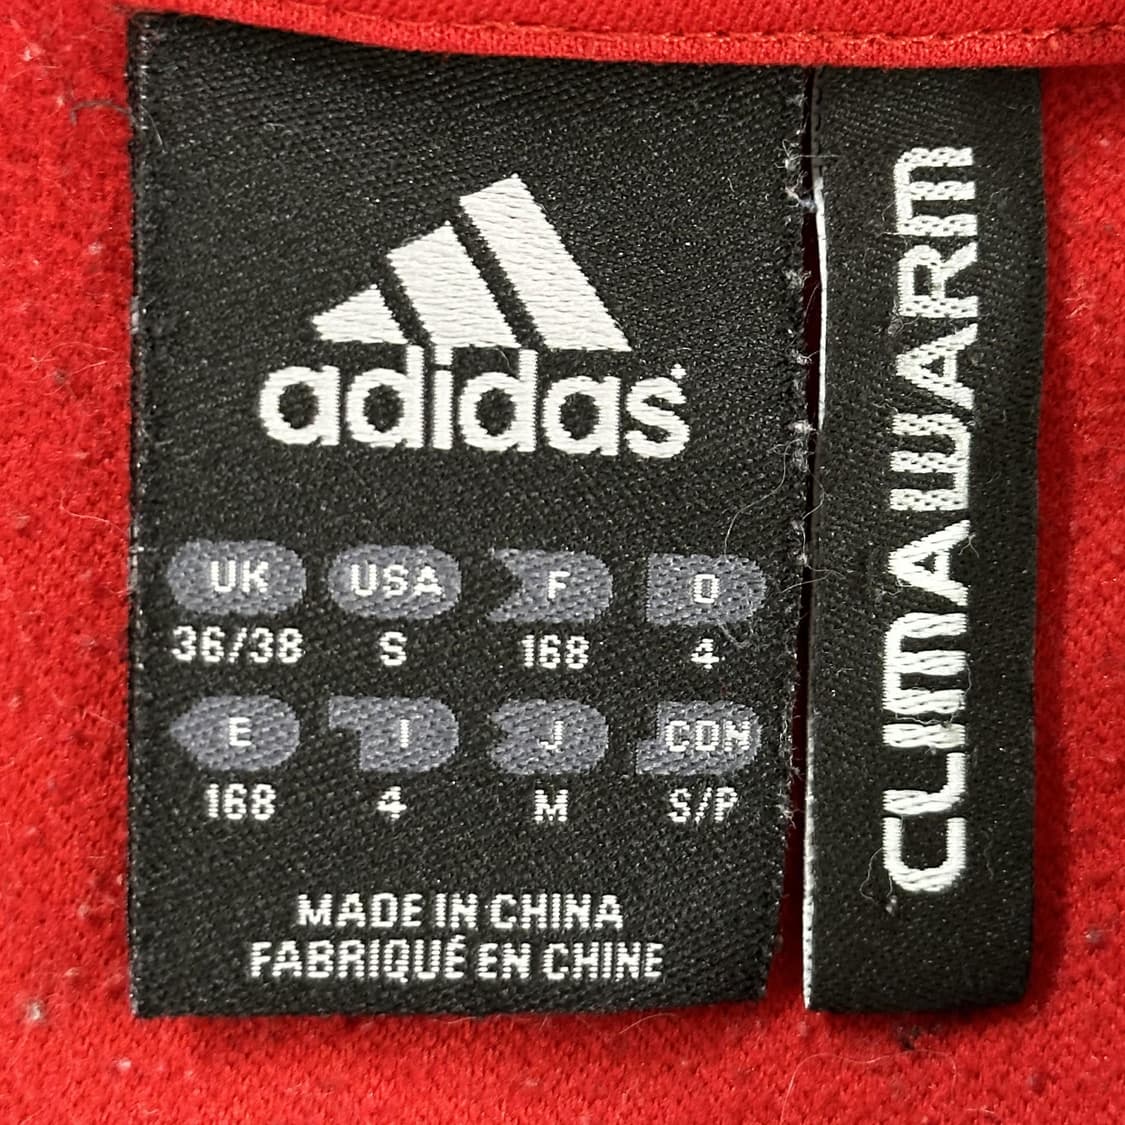 adidas
UK USA F D
36/38 S 168 4
E I J CDN
168 4 M S/P
MADE IN CHINA
FABRIQUÉ EN CHINE
CLIMAWARM